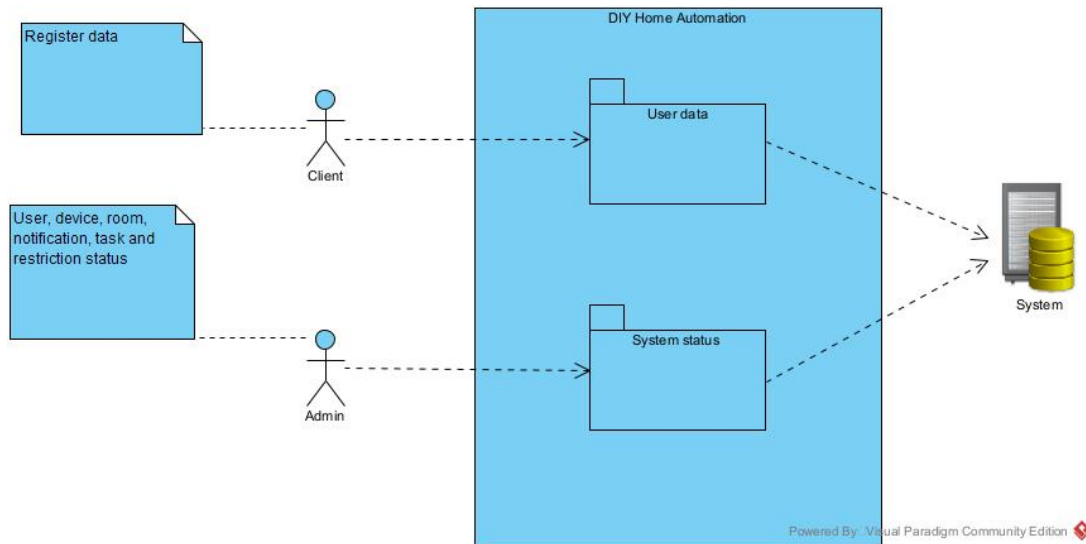 DIY Home Automation
Register data
User data
Client
User, device, room,
notification, task and
restriction status
System
System status
Admin
Powered By: Visual Paradigm Community Edition